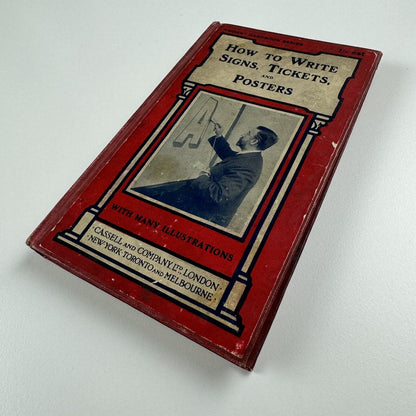 How to Write
Signs, Tickets,
and
Posters
A
WITH MANY ILLUSTRATIONS
CASSELL AND COMPANY, LTD, LONDON
NEW YORK·TORONTO AND MELBOURNE